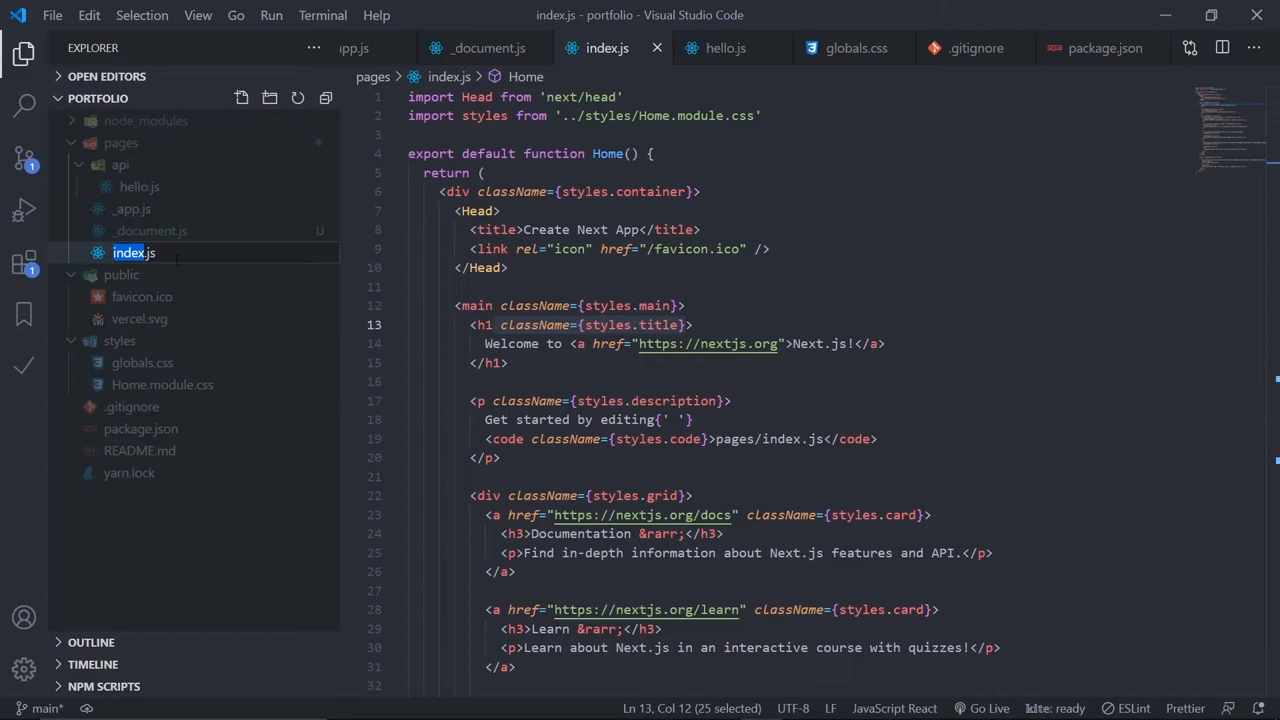 File Edit Selection View Go Run Terminal Help
index.js - portfolio - Visual Studio Code
EXPLORER
OPEN EDITORS
PORTFOLIO
node_modules
pages
api
hello.js
_app.js
_document.js U
index.js
public
favicon.ico
vercel.svg
styles
globals.css
Home.module.css
.gitignore
package.json
README.md
yarn.lock
OUTLINE
TIMELINE
NPM SCRIPTS
1
1
app.js _document.js index.js hello.js globals.css .gitignore package.json
pages index.js Home
1 import Head from 'next/head'
2 import styles from '../styles/Home.module.css'
3
4 export default function Home() {
5 return (
6 <div className={styles.container}>
7 <Head>
8 <title>Create Next App</title>
9 <link rel="icon" href="/favicon.ico" />
10 </Head>
11
12 <main className={styles.main}>
13 <h1 className={styles.title}>
14 Welcome to <a href="https://nextjs.org">Next.js!</a>
15 </h1>
16
17 <p className={styles.description}>
18 Get started by editing{' '}
19 <code className={styles.code}>pages/index.js</code>
20 </p>
21
22 <div className={styles.grid}>
23 <a href="https://nextjs.org/docs" className={styles.card}>
24 <h3>Documentation &rarr;</h3>
25 <p>Find in-depth information about Next.js features and API.</p>
26 </a>
27
28 <a href="https://nextjs.org/learn" className={styles.card}>
29 <h3>Learn &rarr;</h3>
30 <p>Learn about Next.js in an interactive course with quizzes!</p>
31 </a>
32
main* Ln 13, Col 12 (25 selected) UTF-8 LF JavaScript React Go Live kite: ready ESLint Prettier